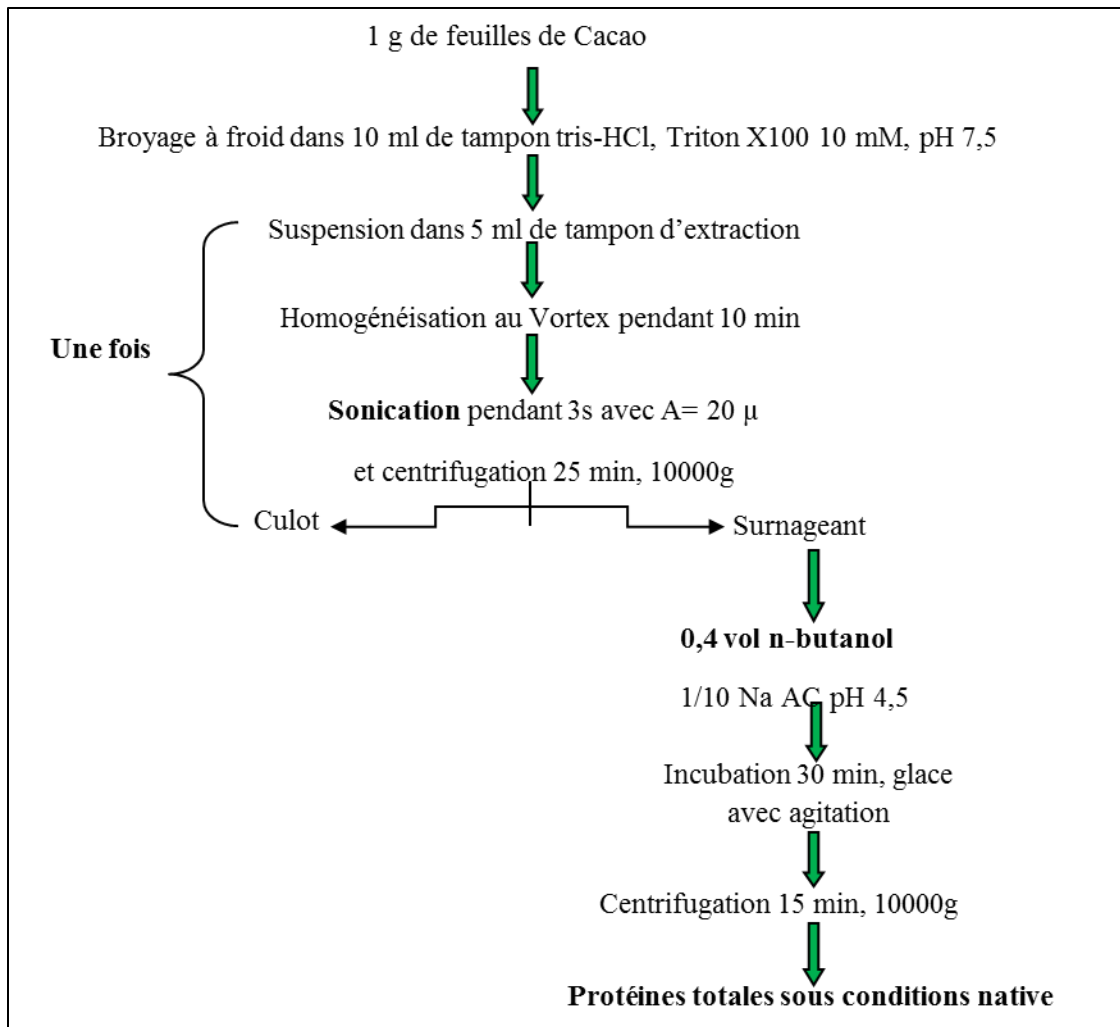 1 g de feuilles de Cacao
Broyage à froid dans 10 ml de tampon tris-HCl, Triton X100 10 mM, pH 7,5
Suspension dans 5 ml de tampon d’extraction
Homogénéisation au Vortex pendant 10 min
Une fois
Sonication pendant 3s avec A= 20 µ
et centrifugation 25 min, 10000g
Culot
Surnageant
0,4 vol n-butanol
1/10 Na AC pH 4,5
Incubation 30 min, glace
avec agitation
Centrifugation 15 min, 10000g
Protéines totales sous conditions native